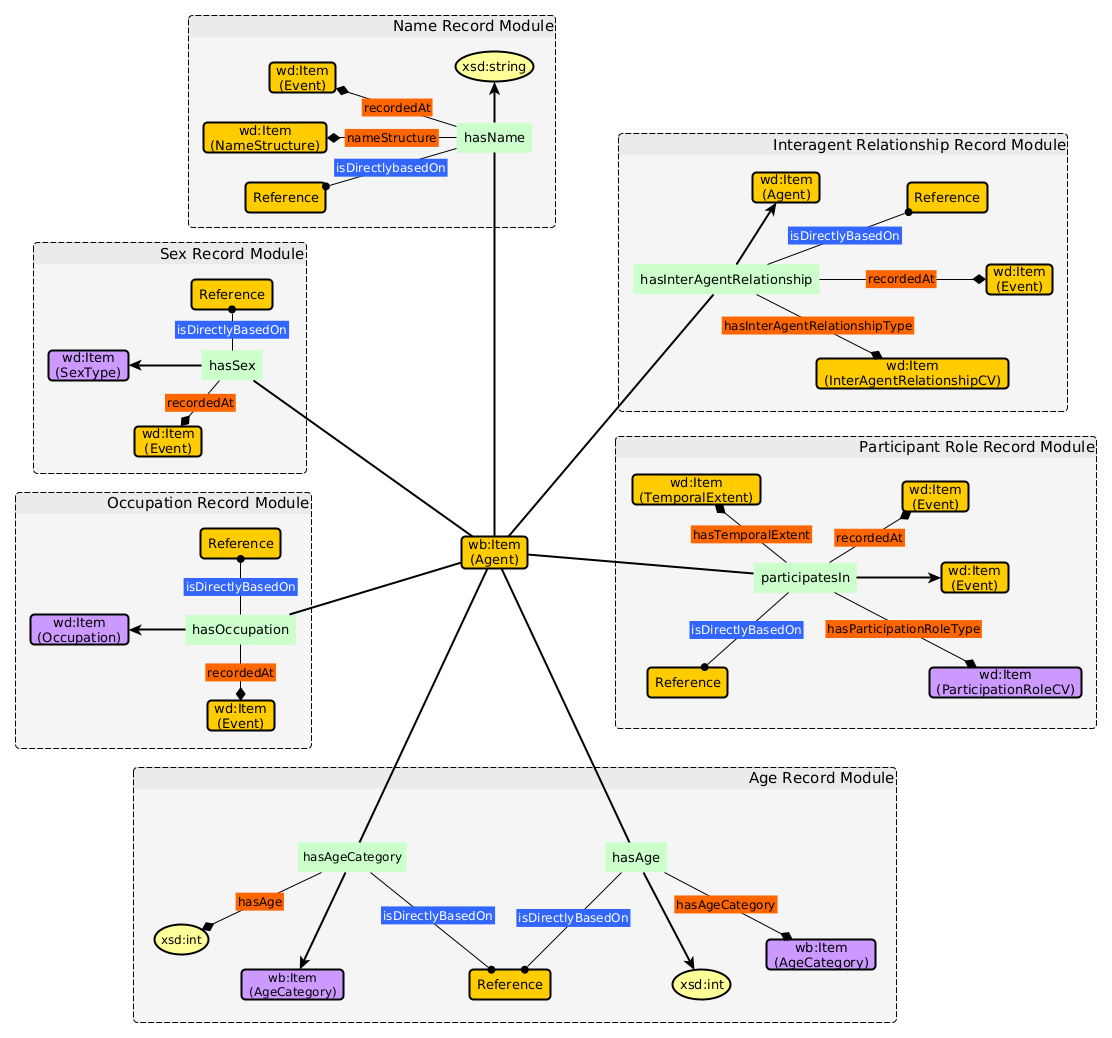 Name Record Module
wd:Item
(Event)
xsd:string
recordedAt
wd:Item
(NameStructure)
nameStructure
hasName
isDirectlybasedOn
Reference
Interagent Relationship Record Module
wd:Item
(Agent)
Reference
isDirectlyBasedOn
hasInterAgentRelationship
recordedAt
wd:Item
(Event)
hasInterAgentRelationshipType
wd:Item
(InterAgentRelationshipCV)
Sex Record Module
Reference
isDirectlyBasedOn
wd:Item
(SexType)
hasSex
recordedAt
wd:Item
(Event)
Participant Role Record Module
wd:Item
(TemporalExtent)
wd:Item
(Event)
hasTemporalExtent
recordedAt
participatesIn
wd:Item
(Event)
isDirectlyBasedOn
hasParticipationRoleType
Reference
wd:Item
(ParticipationRoleCV)
Occupation Record Module
Reference
isDirectlyBasedOn
wd:Item
(Occupation)
hasOccupation
recordedAt
wd:Item
(Event)
wb:Item
(Agent)
Age Record Module
hasAgeCategory
hasAge
hasAge
isDirectlyBasedOn
isDirectlyBasedOn
hasAgeCategory
xsd:int
wb:Item
(AgeCategory)
Reference
xsd:int
wb:Item
(AgeCategory)